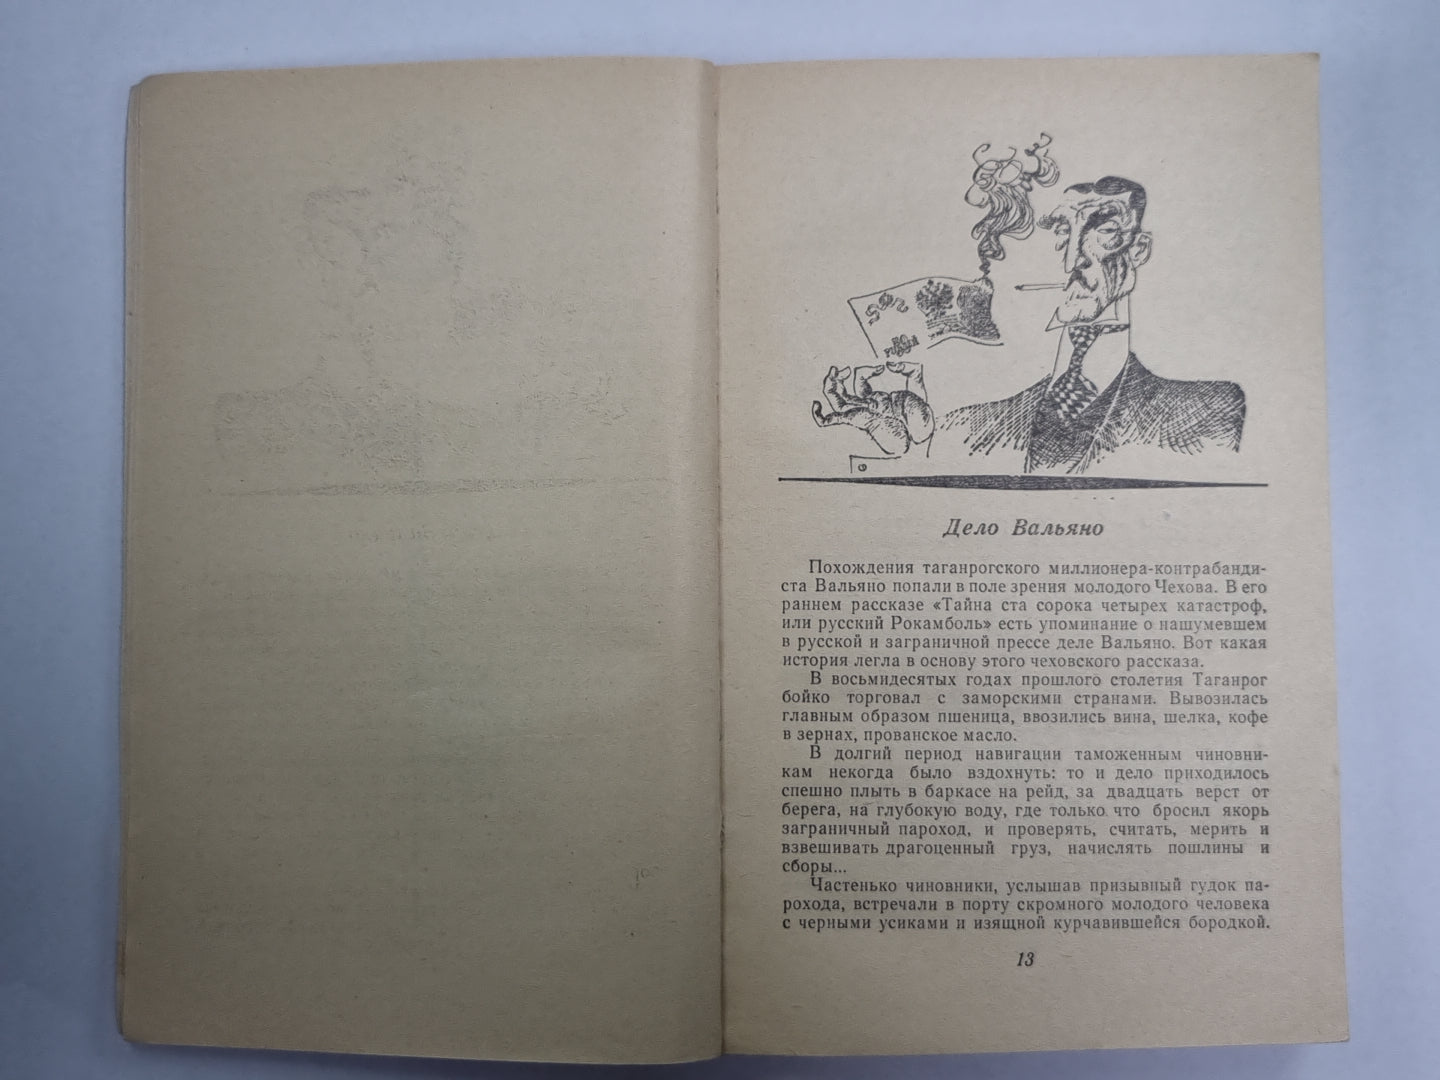 Дело Вальяно
Похождения таганрогского миллионера-контрабанди-
ста Вальяно попали в поле зрения молодого Чехова. В его
раннем рассказе «Тайна ста сорока четырех катастроф,
или русский Рокамболь» есть упоминание о нашумевшем
в русской и заграничной прессе деле Вальяно. Вот какая
история легла в основу этого чеховского рассказа.
В восьмидесятых годах прошлого столетия Таганрог
бойко торговал с заморскими странами. Вывозилась
главным образом пшеница, ввозились вина, шелка, кофе
в зернах, прованское масло.
В долгий период навигации таможенным чиновни-
кам некогда было вздохнуть: то и дело приходилось
спешно плыть в баркасе на рейд, за двадцать верст от
берега, на глубокую воду, где только что бросил якорь
заграничный пароход, и проверять, считать, мерить и
взвешивать драгоценный груз, начислять пошлины и
сборы...
Частенько чиновники, услышав призывный гудок па-
рохода, встречали в порту скромного молодого человека
с черными усиками и изящной курчавившейся бородкой.
13